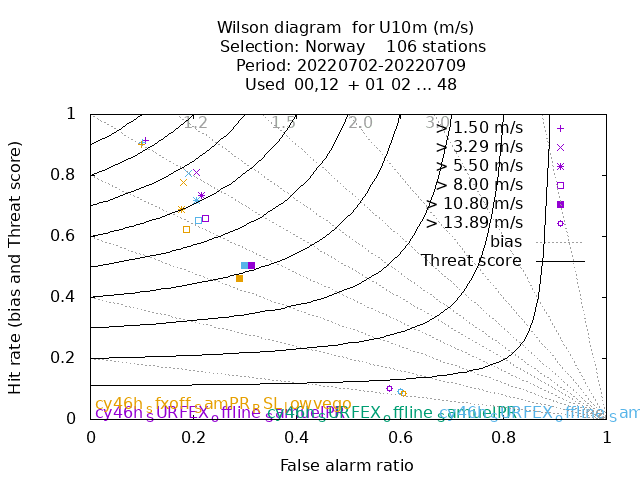 Wilson diagram for U10m (m/s)
Selection: Norway 106 stations
Period: 20220702-20220709
Used 00,12 + 01 02 ... 48
1.2 1.5 2.0 3.0
> 1.50 m/s
> 3.29 m/s
> 5.50 m/s
> 8.00 m/s
> 10.80 m/s
> 13.89 m/s
bias
Threat score
Hit rate (bias and Threat score)
1
0.8
0.6
0.4
0.2
0
0 0.2 0.4 0.6 0.8 1
False alarm ratio